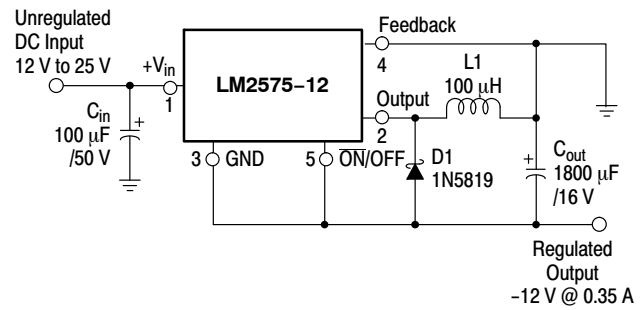 Unregulated
DC Input
12 V to 25 V
+Vin
1
Cin
100 µF
/50 V
+
LM2575−12
Feedback
4
Output
2
3
GND
5
ON/OFF
L1
100 µH
D1
1N5819
+
Cout
1800 µF
/16 V
Regulated
Output
−12 V @ 0.35 A